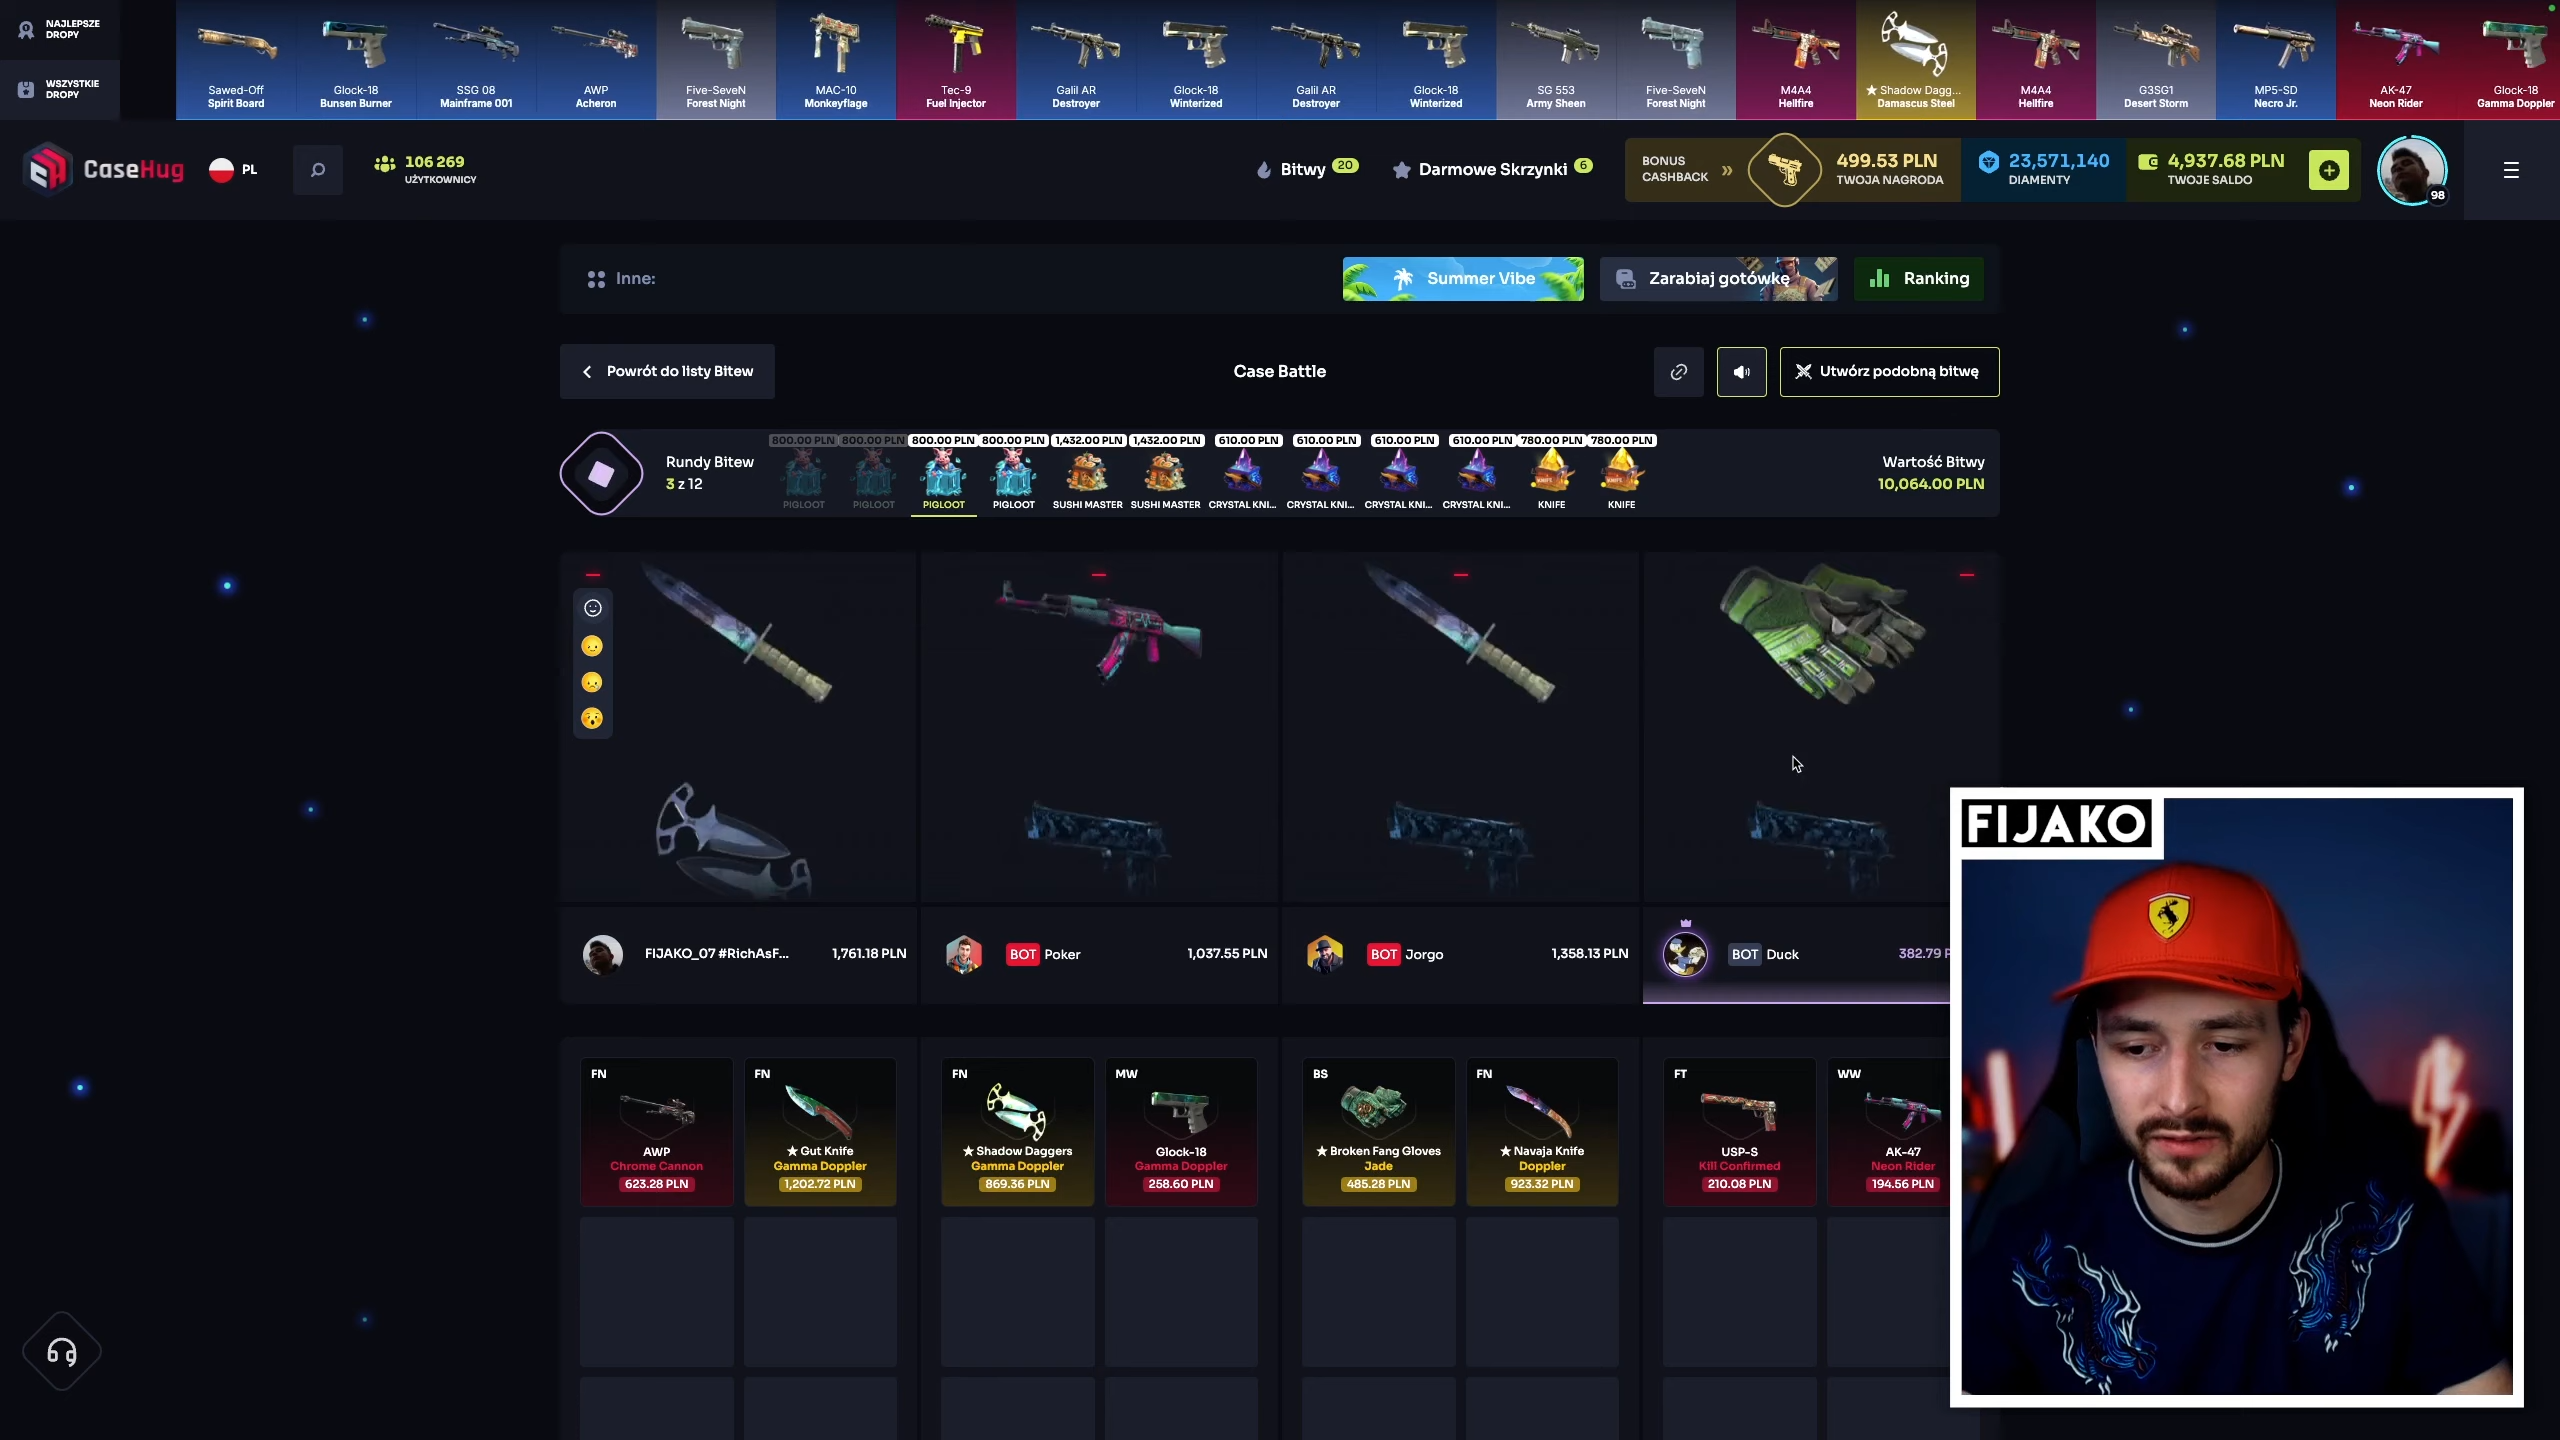 NAJLEPSZE
DROPY
WSZYSTKIE
DROPY
Sawed-Off
Spirit Board
Glock-18
Bunsen Burner
SSG 08
Mainframe 001
AWP
Acheron
Five-SeveN
Forest Night
MAC-10
Monkeyflage
Tec-9
Fuel Injector
Galil AR
Destroyer
Glock-18
Winterized
Galil AR
Destroyer
Glock-18
Winterized
SG 553
Army Sheen
Five-SeveN
Forest Night
M4A4
Hellfire
★ Shadow Dagg...
Damascus Steel
M4A4
Hellfire
G3SG1
Desert Storm
MP5-SD
Necro Jr.
AK-47
Neon Rider
Glock-18
Gamma Doppler
CaseHug
PL
106 269
UŻYTKOWNICY
Bitwy 20
Darmowe Skrzynki 6
BONUS
CASHBACK »
499.53 PLN
TWOJA NAGRODA
23,571,140
DIAMENTY
4,937.68 PLN
TWOJE SALDO
98
Inne:
Summer Vibe
Zarabiaj gotówkę
Ranking
Powrót do listy Bitew
Case Battle
Utwórz podobną bitwę
Rundy Bitew
3 z 12
800.00 PLN 800.00 PLN 800.00 PLN 800.00 PLN 1,432.00 PLN 1,432.00 PLN 610.00 PLN 610.00 PLN 610.00 PLN 610.00 PLN 780.00 PLN 780.00 PLN
PIGLOOT PIGLOOT PIGLOOT PIGLOOT SUSHI MASTER SUSHI MASTER CRYSTAL KNI... CRYSTAL KNI... CRYSTAL KNI... CRYSTAL KNI... KNIFE KNIFE
Wartość Bitwy
10,064.00 PLN
FIJAKO_07 #RichAsF... 1,761.18 PLN
BOT Poker 1,037.55 PLN
BOT Jorgo 1,358.13 PLN
BOT Duck 382.79 P
FN
AWP
Chrome Cannon
623.28 PLN
FN
★ Gut Knife
Gamma Doppler
1,202.72 PLN
FN
★ Shadow Daggers
Gamma Doppler
869.36 PLN
MW
Glock-18
Gamma Doppler
258.60 PLN
BS
★ Broken Fang Gloves
Jade
485.28 PLN
FN
★ Navaja Knife
Doppler
923.32 PLN
FT
USP-S
Kill Confirmed
210.08 PLN
WW
AK-47
Neon Rider
194.56 PLN
FIJAKO